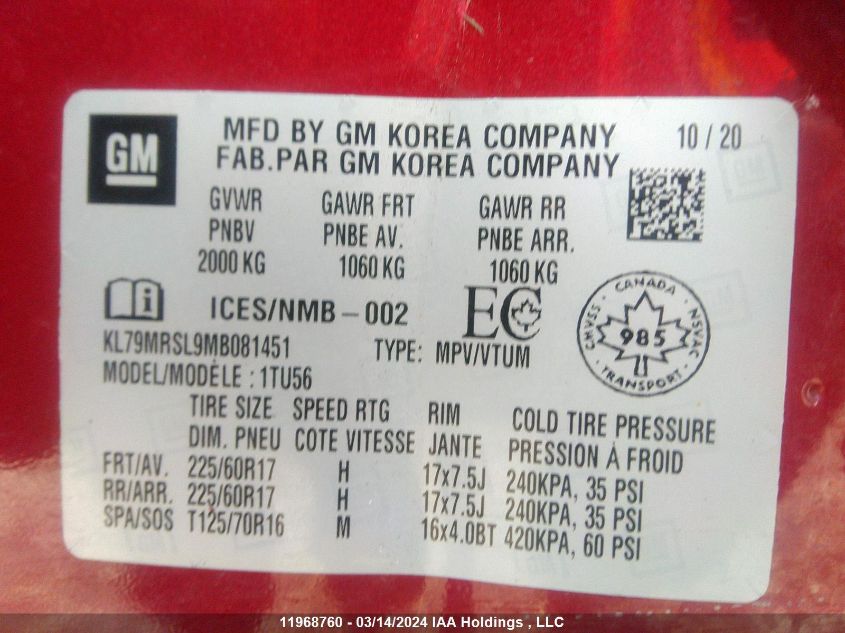 GM
MFD BY GM KOREA COMPANY 10/20
FAB.PAR GM KOREA COMPANY
GVWR GAWR FRT GAWR RR
PNBV PNBE AV. PNBE ARR.
2000 KG 1060 KG 1060 KG
ICES/NMB-002 EC
KL79MRSL9MB081451 TYPE: MPV/VTUM
MODEL/MODÈLE : 1TU56
CANADA
CMVSS 985 NSVAC
TRANSPORT
TIRE SIZE SPEED RTG RIM COLD TIRE PRESSURE
DIM. PNEU COTE VITESSE JANTE PRESSION À FROID
FRT/AV. 225/60R17 H 17x7.5J 240KPA, 35 PSI
RR/ARR. 225/60R17 H 17x7.5J 240KPA, 35 PSI
SPA/SOS T125/70R16 M 16x4.0BT 420KPA, 60 PSI
11968760 - 03/14/2024 IAA Holdings , LLC